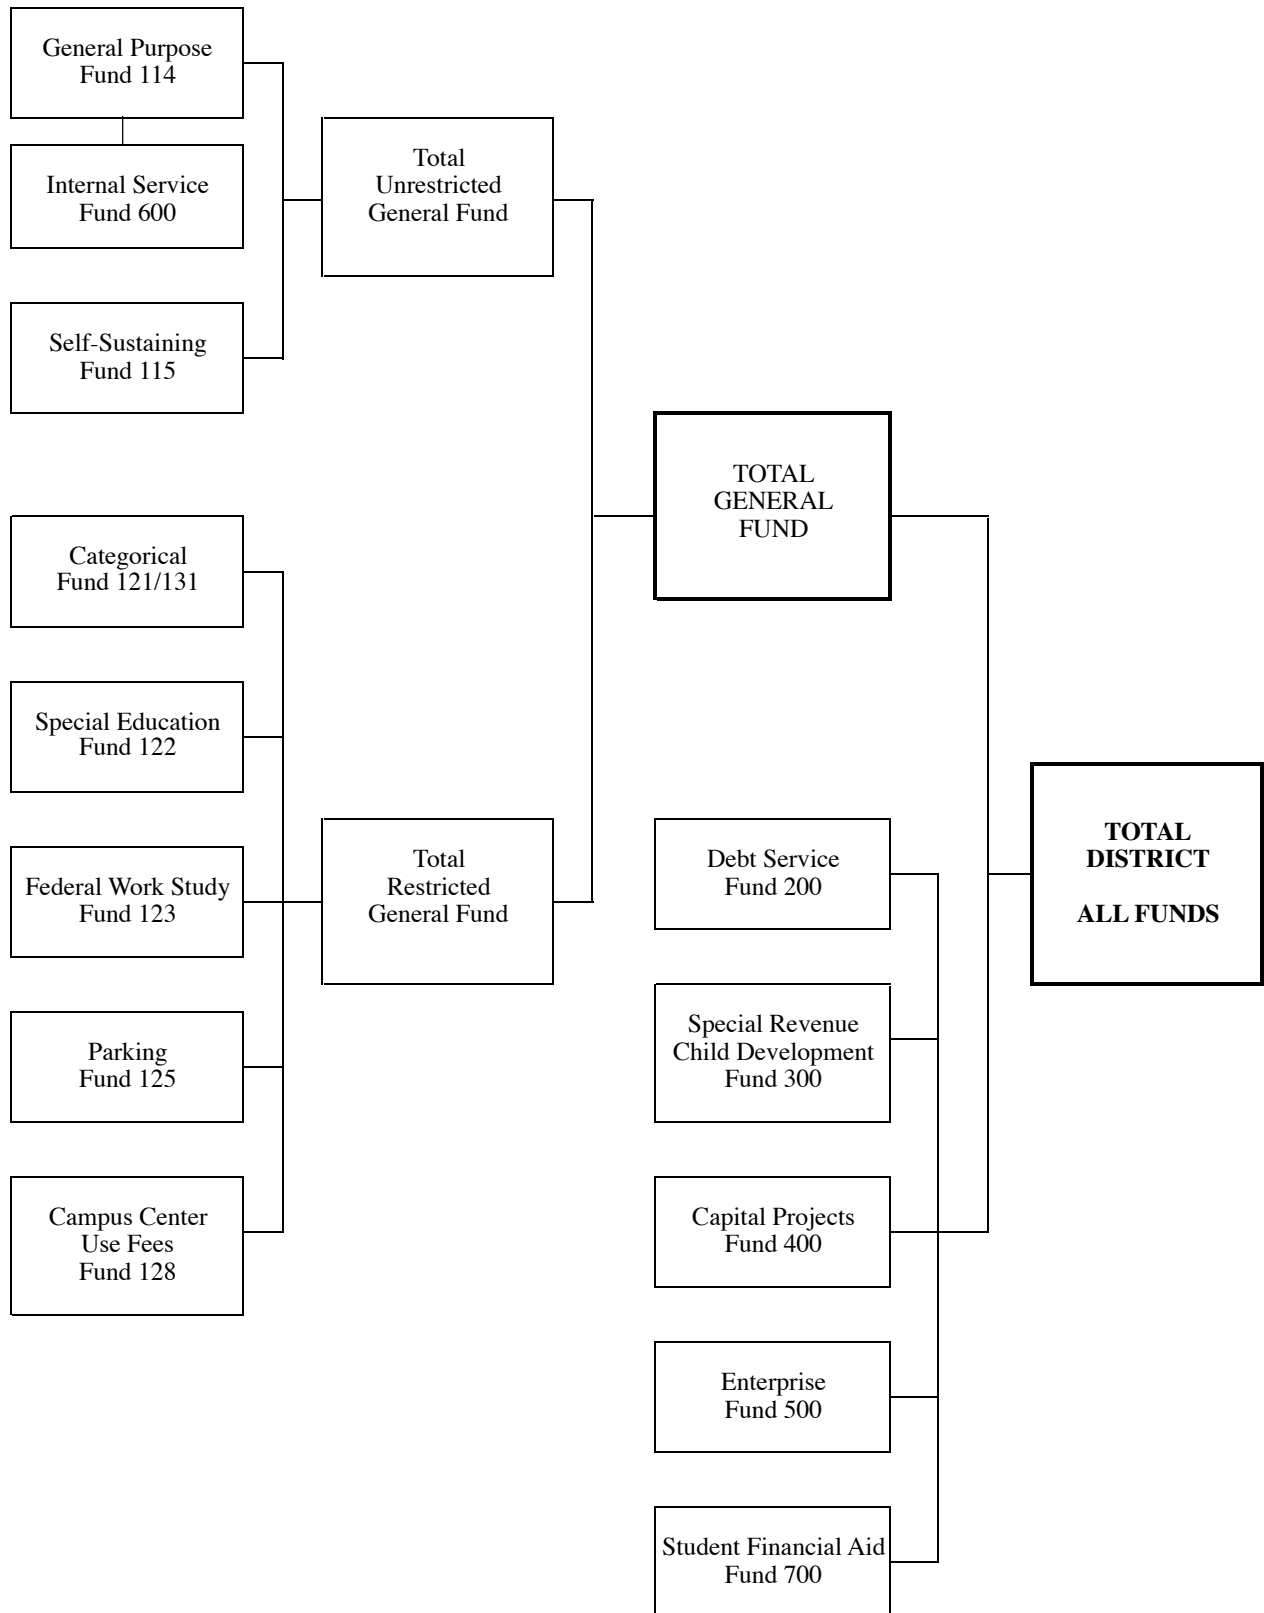 General Purpose
Fund 114
Internal Service
Fund 600
Self-Sustaining
Fund 115
Total
Unrestricted
General Fund
Categorical
Fund 121/131
Special Education
Fund 122
Federal Work Study
Fund 123
Parking
Fund 125
Campus Center
Use Fees
Fund 128
Total
Restricted
General Fund
TOTAL
GENERAL
FUND
Debt Service
Fund 200
Special Revenue
Child Development
Fund 300
Capital Projects
Fund 400
Enterprise
Fund 500
Student Financial Aid
Fund 700
TOTAL
DISTRICT
ALL FUNDS